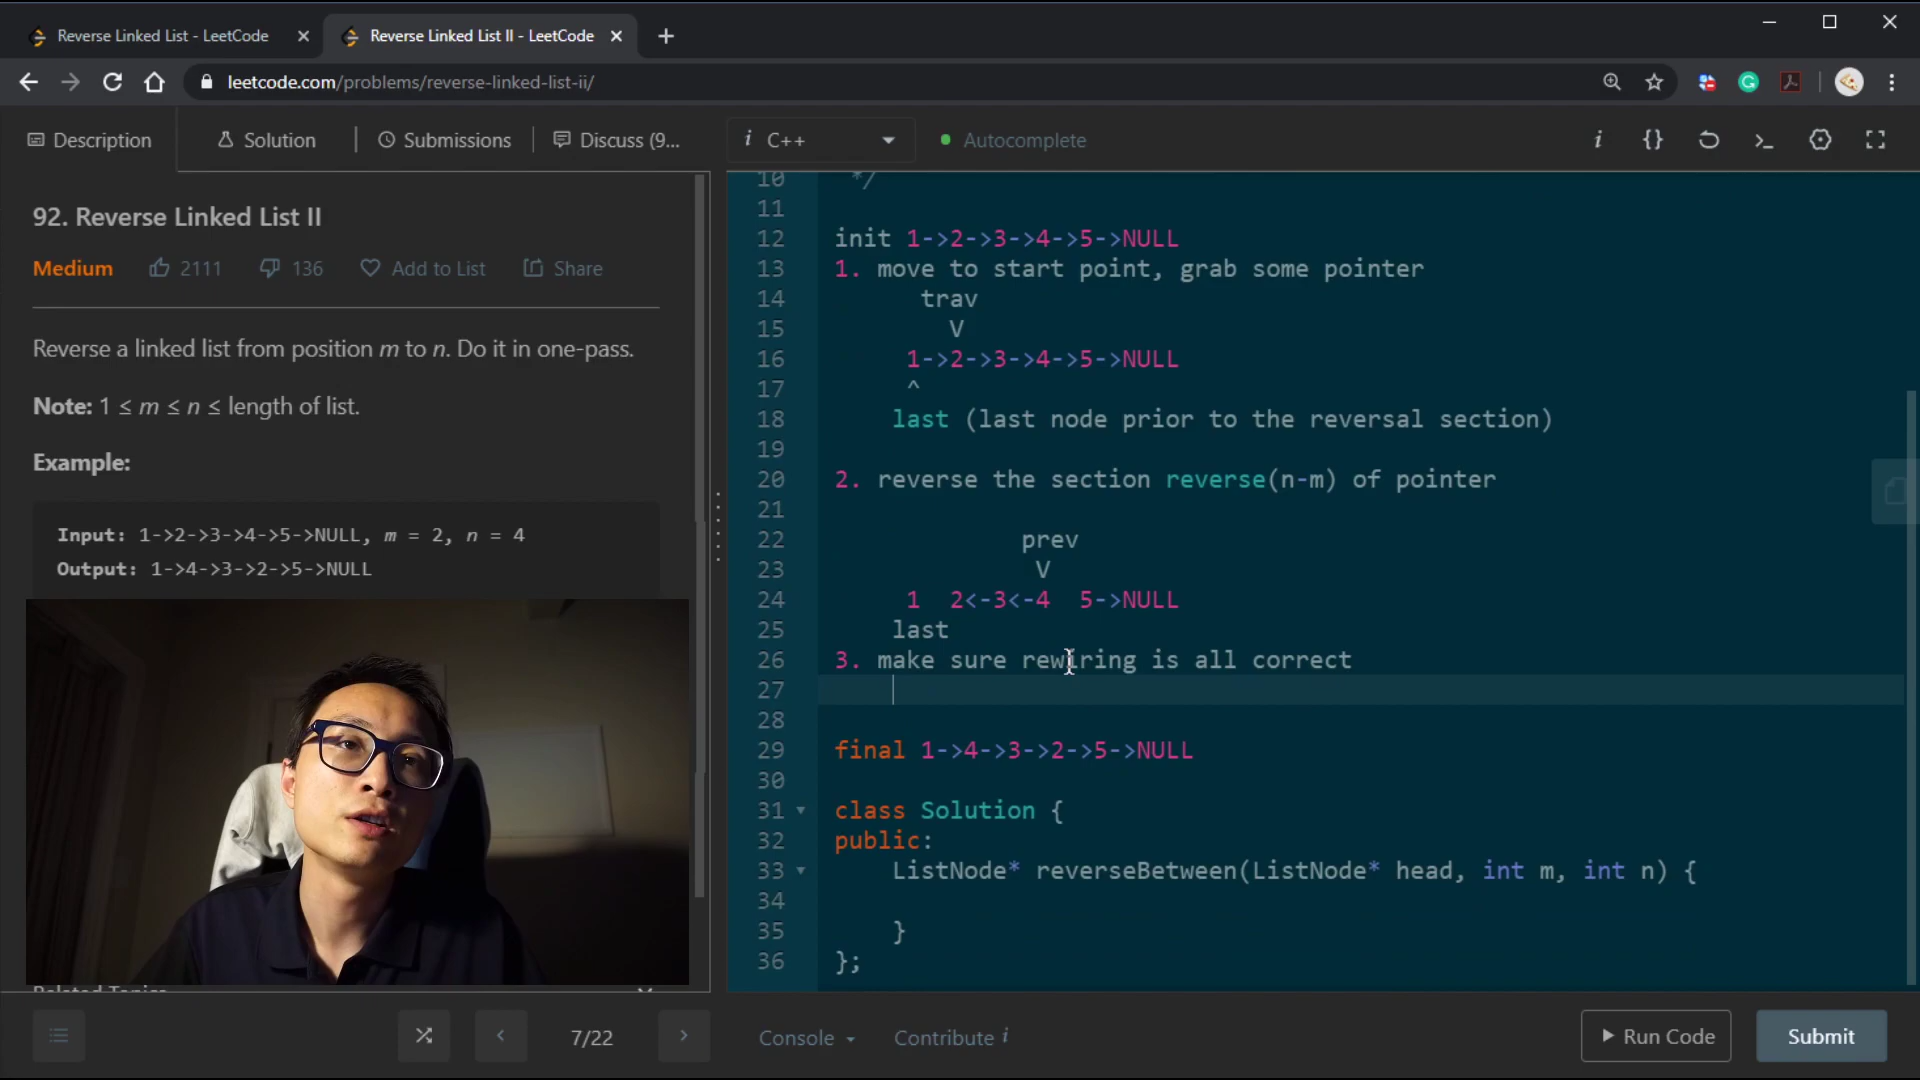 Reverse Linked List - LeetCode
Reverse Linked List II - LeetCode
leetcode.com/problems/reverse-linked-list-ii/
Description
Solution
Submissions
Discuss (9...
i C++
Autocomplete
92. Reverse Linked List II
Medium 2111 136 Add to List Share
Reverse a linked list from position m to n. Do it in one-pass.
Note: 1 ≤ m ≤ n ≤ length of list.
Example:
Input: 1->2->3->4->5->NULL, m = 2, n = 4
Output: 1->4->3->2->5->NULL
Related Topics
10 */
11
12 init 1->2->3->4->5->NULL
13 1. move to start point, grab some pointer
14 trav
15 V
16 1->2->3->4->5->NULL
17 ^
18 last (last node prior to the reversal section)
19
20 2. reverse the section reverse(n-m) of pointer
21
22 prev
23 V
24 1 2<-3<-4 5->NULL
25 last
26 3. make sure rewiring is all correct
27
28
29 final 1->4->3->2->5->NULL
30
31 class Solution {
32 public:
33 ListNode* reverseBetween(ListNode* head, int m, int n) {
34
35 }
36 };
7/22
Console
Contribute i
Run Code
Submit